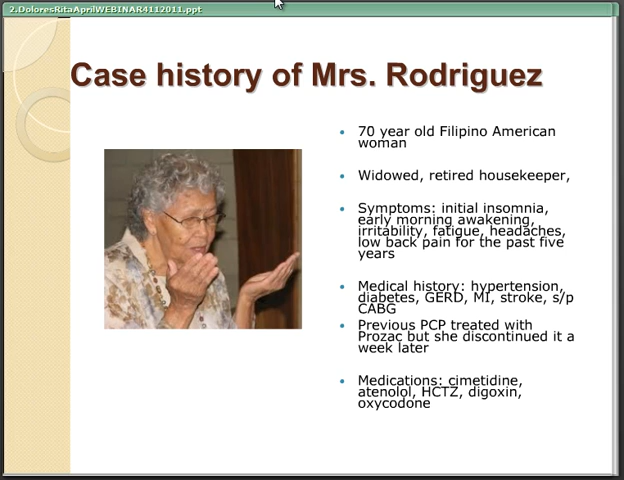 2.DoloresRitaAprilWEBINAR4112011.ppt
Case history of Mrs. Rodriguez
• 70 year old Filipino American
woman
• Widowed, retired housekeeper,
• Symptoms: initial insomnia,
early morning awakening,
irritability, fatigue, headaches,
low back pain for the past five
years
• Medical history: hypertension,
diabetes, GERD, MI, stroke, s/p
CABG
• Previous PCP treated with
Prozac but she discontinued it a
week later
• Medications: cimetidine,
atenolol, HCTZ, digoxin,
oxycodone